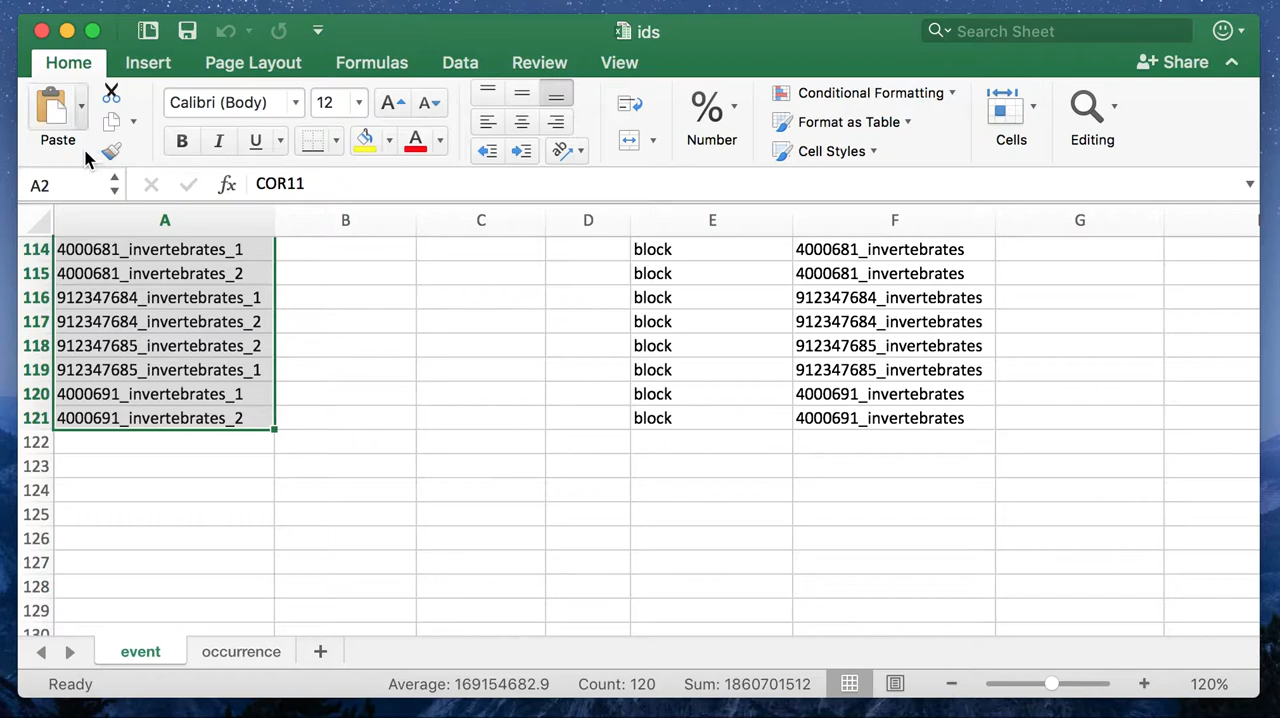 ids
Search Sheet
Home Insert Page Layout Formulas Data Review View Share
Paste
Calibri (Body) 12 A A
B I U A
ab
% Number
Conditional Formatting
Format as Table
Cell Styles
Cells
Editing
A2 fx COR11
A B C D E F G
114 4000681_invertebrates_1 block 4000681_invertebrates
115 4000681_invertebrates_2 block 4000681_invertebrates
116 912347684_invertebrates_1 block 912347684_invertebrates
117 912347684_invertebrates_2 block 912347684_invertebrates
118 912347685_invertebrates_2 block 912347685_invertebrates
119 912347685_invertebrates_1 block 912347685_invertebrates
120 4000691_invertebrates_1 block 4000691_invertebrates
121 4000691_invertebrates_2 block 4000691_invertebrates
122
123
124
125
126
127
128
129
130
event occurrence +
Ready Average: 169154682.9 Count: 120 Sum: 1860701512 120%